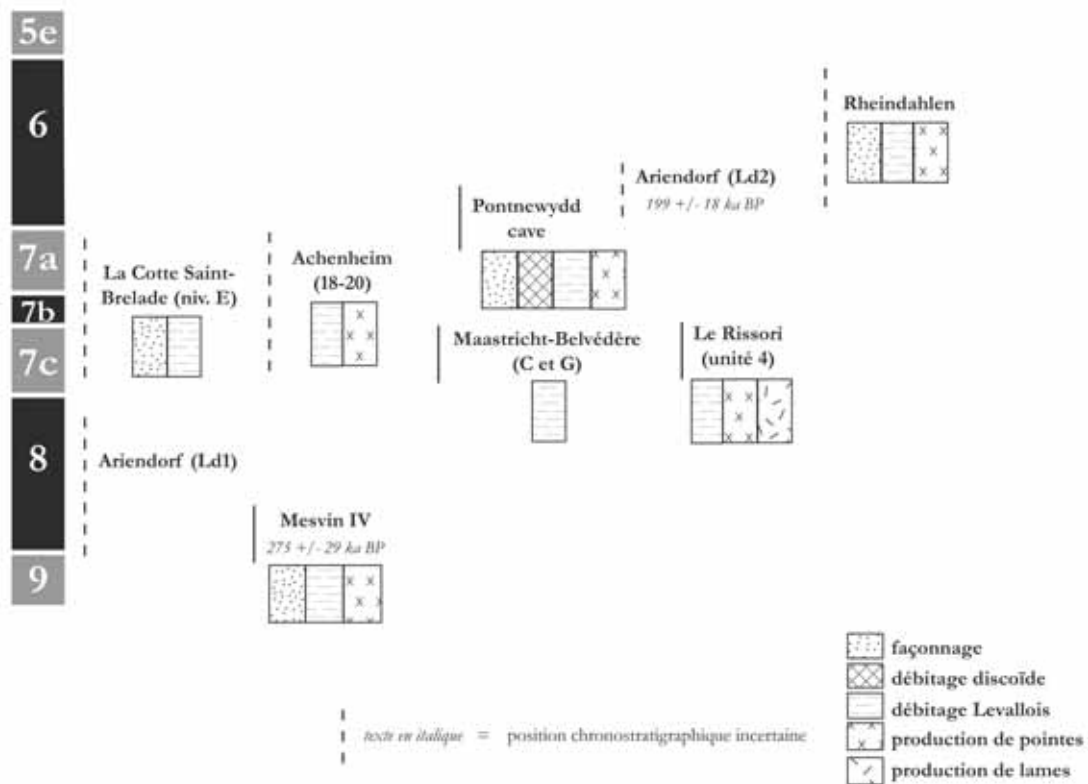 5e
6
Rheindahlen
Ariendorf (Ld2)
199 +/- 18 ka BP
Pontnewydd
cave
7a
La Cotte Saint-
Brelade (niv. E)
Achenheim
(18-20)
7b
7c
Maastricht-Belvédère
(C et G)
Le Rissori
(unité 4)
8
Ariendorf (Ld1)
Mesvin IV
275 +/- 29 ka BP
9
façonnage
débitage discoïde
débitage Levallois
production de pointes
production de lames
texte en italique = position chronostratigraphique incertaine